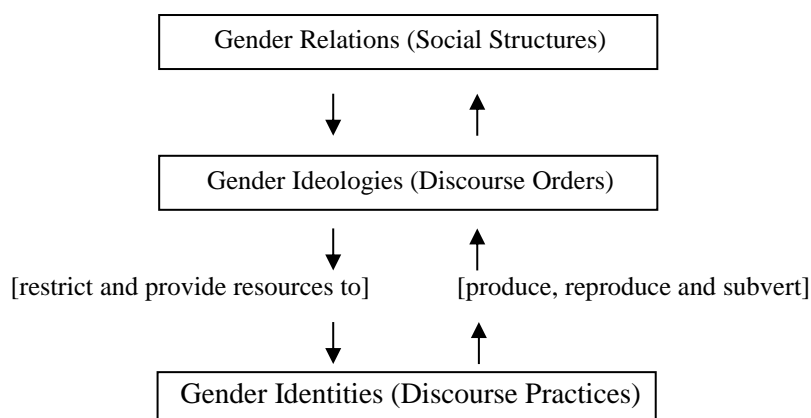 Gender Relations (Social Structures)
Gender Ideologies (Discourse Orders)
[restrict and provide resources to] [produce, reproduce and subvert]
Gender Identities (Discourse Practices)